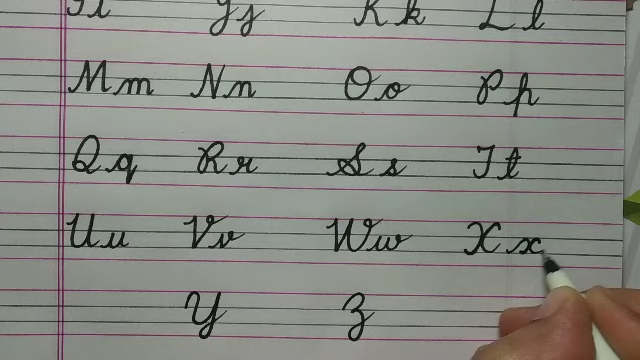 Ii Jj Kk Ll
Mm Nn Oo Pp
Qq Rr Ss Tt
Uu Vv Ww Xx
Y Z